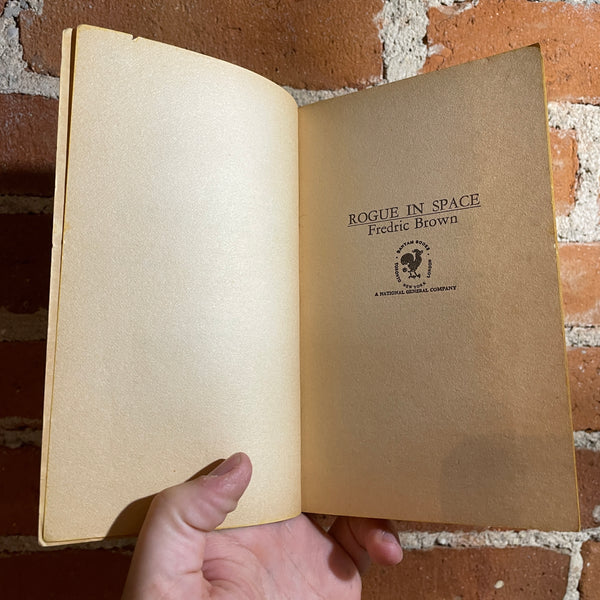 ROGUE IN SPACE
Fredric Brown
BANTAM BOOKS
TORONTO
LONDON
NEW YORK
A NATIONAL GENERAL COMPANY